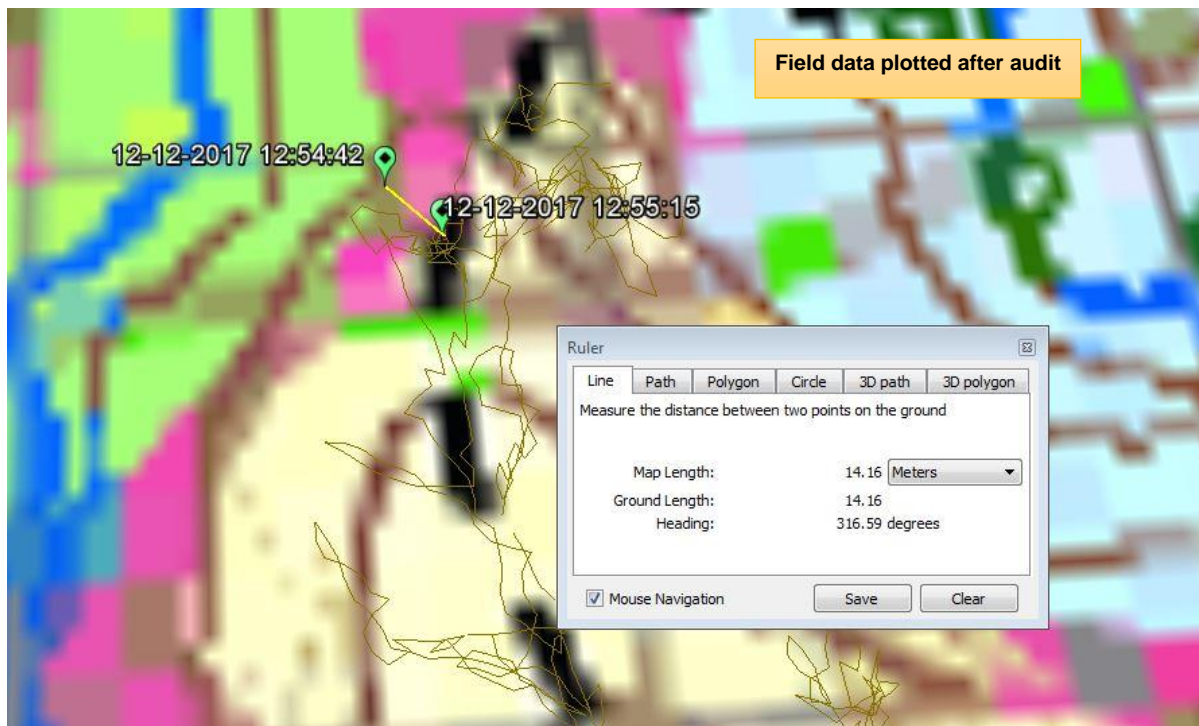 Field data plotted after audit
12-12-2017 12:54:42
12-12-2017 12:55:15
Ruler
Line Path Polygon Circle 3D path 3D polygon
Measure the distance between two points on the ground
Map Length: 14.16 Meters
Ground Length: 14.16
Heading: 316.59 degrees
Mouse Navigation Save Clear